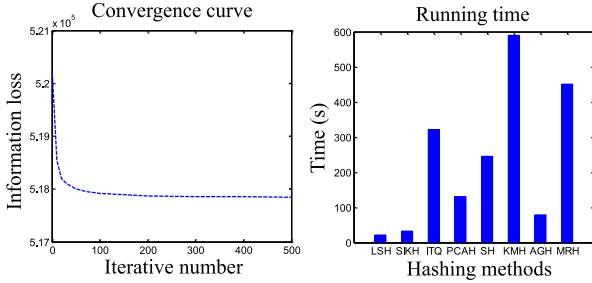 Convergence curve
5.21 x 10^5
5.2
5.19
5.18
5.17
0 100 200 300 400 500
Iterative number
Information loss
Running time
600
500
400
300
200
100
0
LSH SIKH ITQ PCAH SH KMH AGH MRH
Hashing methods
Time (s)